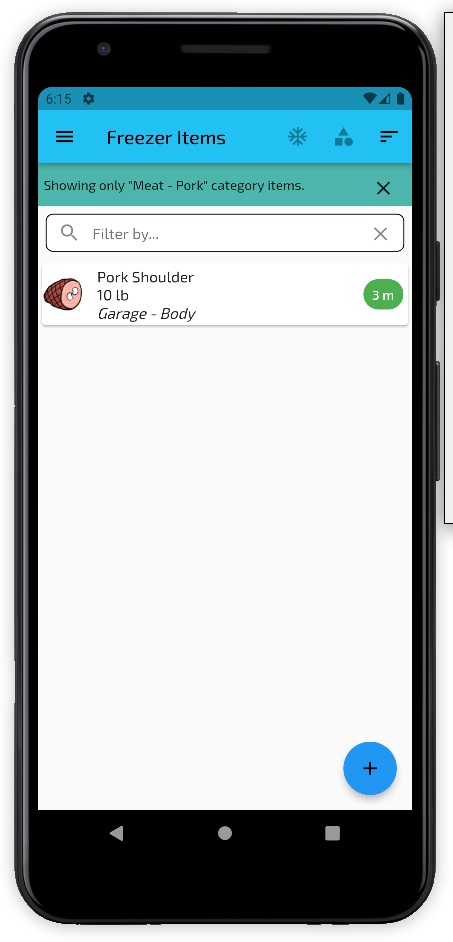 6:15
Freezer Items
Showing only "Meat - Pork" category items.
Filter by...
Pork Shoulder
10 lb
3 m
Garage - Body